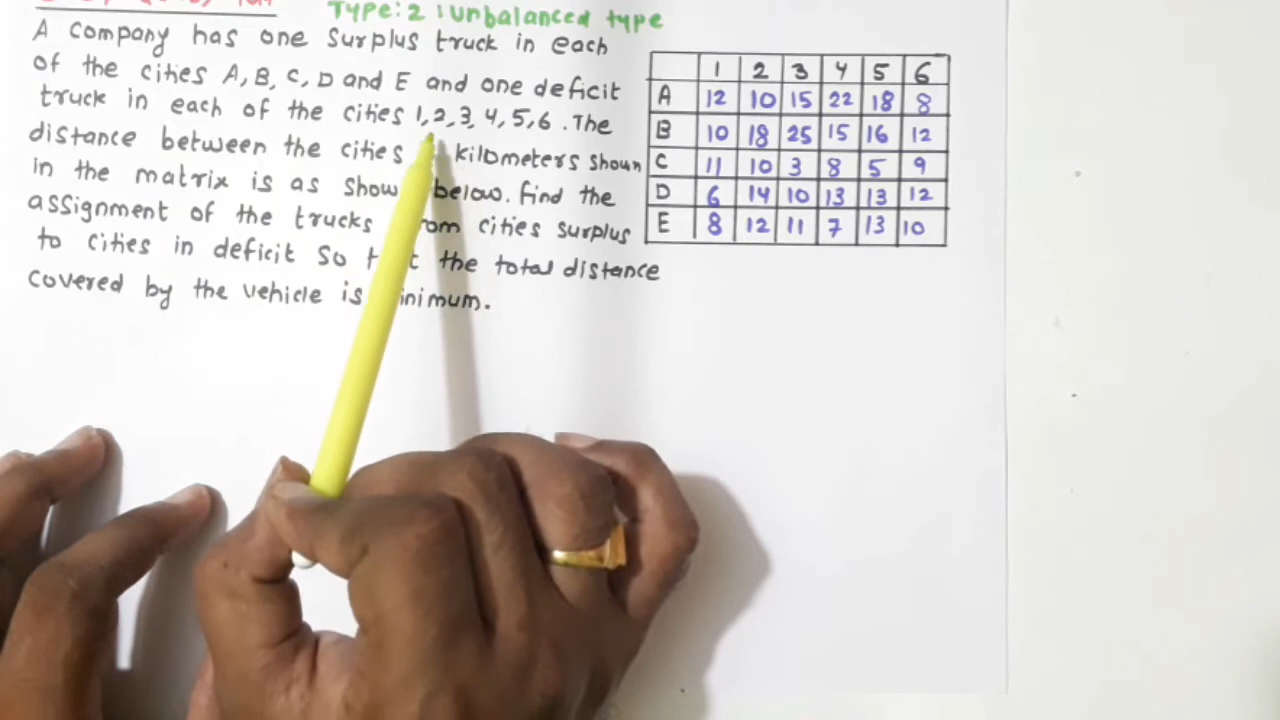 Type: 2 : Unbalanced type
A company has one surplus truck in each
of the cities A, B, C, D and E and one deficit
truck in each of the cities 1, 2, 3, 4, 5, 6. The
distance between the cities kilometers shown
in the matrix is as show below. find the
assignment of the trucks cities surplus
to cities in deficit So the total distance
covered by the vehicle is minimum.
1 2 3 4 5 6
A 12 10 15 22 18 8
B 10 18 25 15 16 12
C 11 10 3 8 5 9
D 6 14 10 13 13 12
E 8 12 11 7 13 10